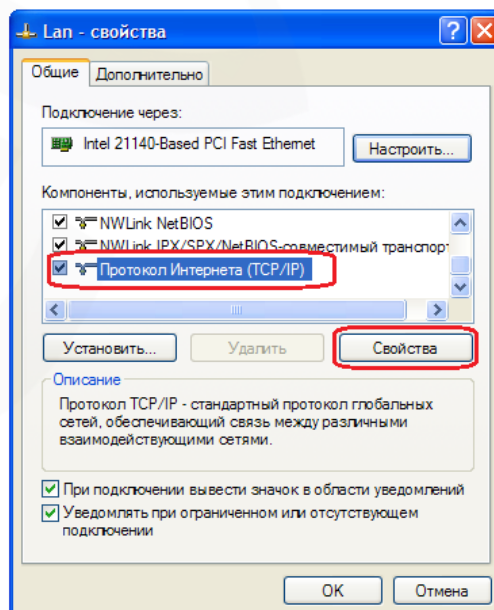 Lan - свойства
Общие
Дополнительно
Подключение через:
Intel 21140-Based PCI Fast Ethernet
Настроить...
Компоненты, используемые этим подключением:
NWLink NetBIOS
NWLink IPX/SPX/NetBIOS-совместимый транспор
Протокол Интернета (TCP/IP)
Установить...
Удалить
Свойства
Описание
Протокол TCP/IP - стандартный протокол глобальных
сетей, обеспечивающий связь между различными
взаимодействующими сетями.
При подключении вывести значок в области уведомлений
Уведомлять при ограниченном или отсутствующем
подключении
OK
Отмена